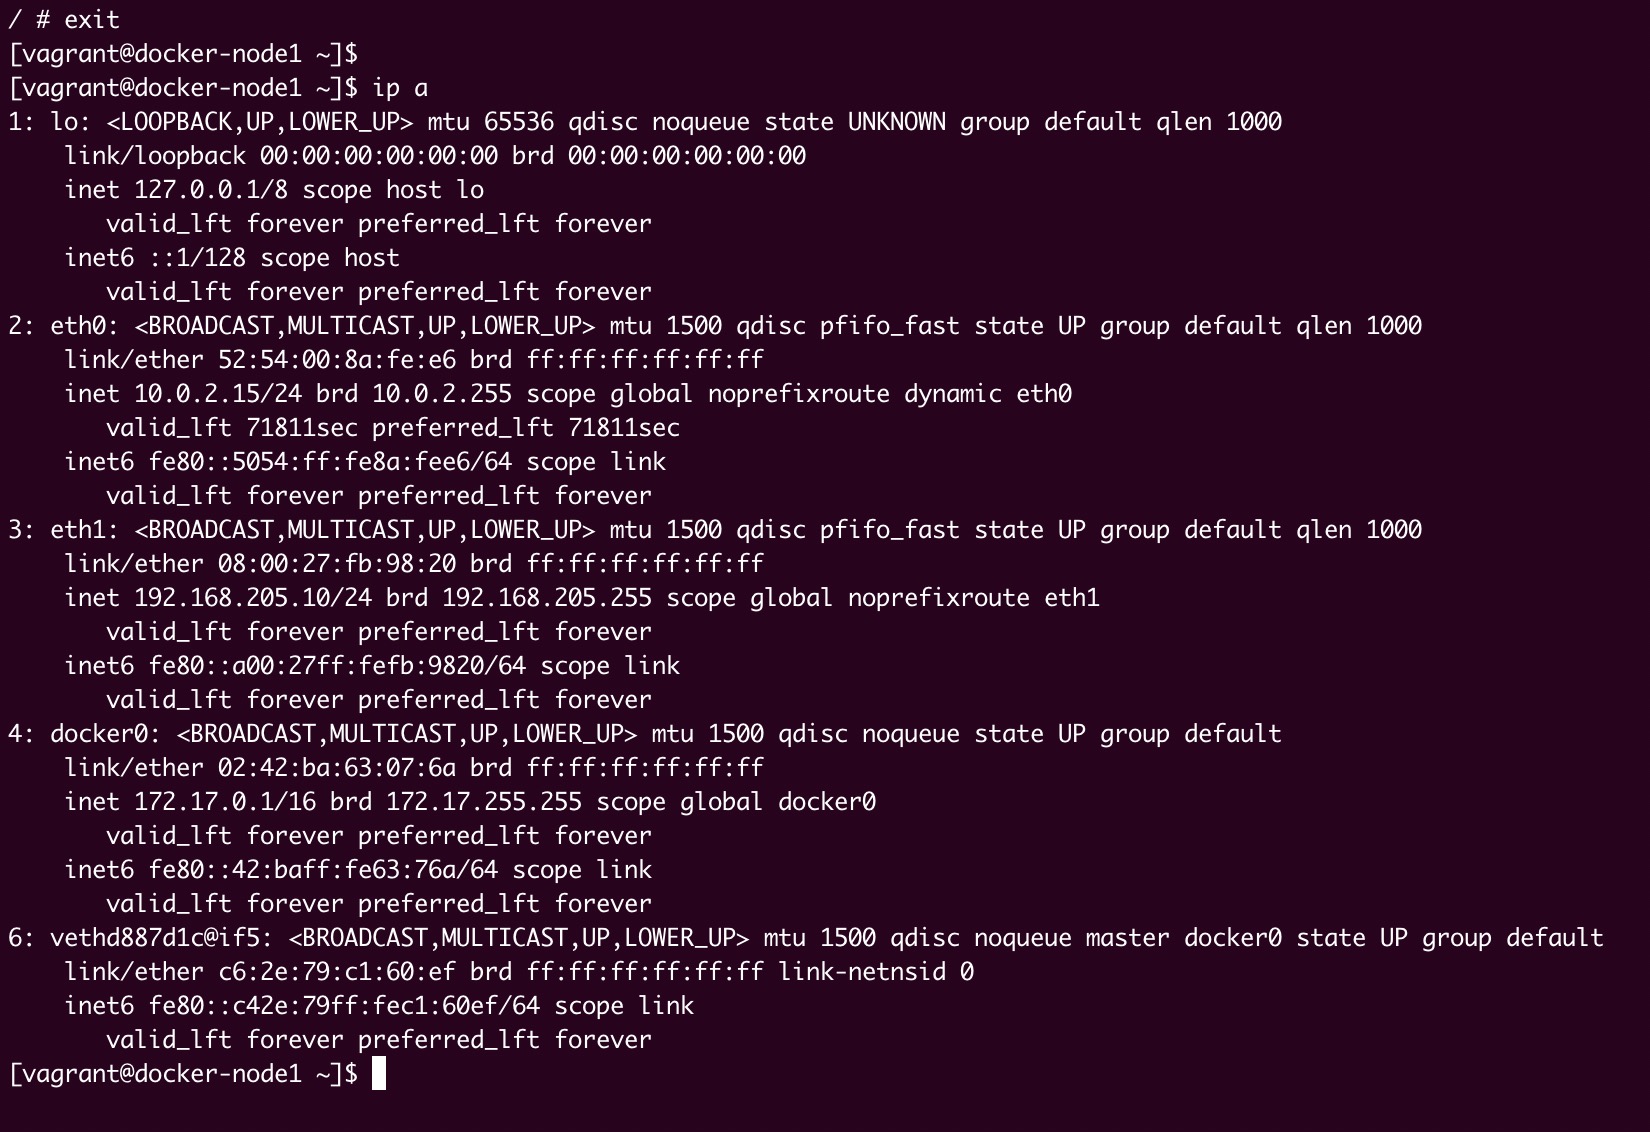 / # exit
[vagrant@docker-node1 ~]$
[vagrant@docker-node1 ~]$ ip a
1: lo: <LOOPBACK,UP,LOWER_UP> mtu 65536 qdisc noqueue state UNKNOWN group default qlen 1000
    link/loopback 00:00:00:00:00:00 brd 00:00:00:00:00:00
    inet 127.0.0.1/8 scope host lo
       valid_lft forever preferred_lft forever
    inet6 ::1/128 scope host
       valid_lft forever preferred_lft forever
2: eth0: <BROADCAST,MULTICAST,UP,LOWER_UP> mtu 1500 qdisc pfifo_fast state UP group default qlen 1000
    link/ether 52:54:00:8a:fe:e6 brd ff:ff:ff:ff:ff:ff
    inet 10.0.2.15/24 brd 10.0.2.255 scope global noprefixroute dynamic eth0
       valid_lft 71811sec preferred_lft 71811sec
    inet6 fe80::5054:ff:fe8a:fee6/64 scope link
       valid_lft forever preferred_lft forever
3: eth1: <BROADCAST,MULTICAST,UP,LOWER_UP> mtu 1500 qdisc pfifo_fast state UP group default qlen 1000
    link/ether 08:00:27:fb:98:20 brd ff:ff:ff:ff:ff:ff
    inet 192.168.205.10/24 brd 192.168.205.255 scope global noprefixroute eth1
       valid_lft forever preferred_lft forever
    inet6 fe80::a00:27ff:fefb:9820/64 scope link
       valid_lft forever preferred_lft forever
4: docker0: <BROADCAST,MULTICAST,UP,LOWER_UP> mtu 1500 qdisc noqueue state UP group default
    link/ether 02:42:ba:63:07:6a brd ff:ff:ff:ff:ff:ff
    inet 172.17.0.1/16 brd 172.17.255.255 scope global docker0
       valid_lft forever preferred_lft forever
    inet6 fe80::42:baff:fe63:76a/64 scope link
       valid_lft forever preferred_lft forever
6: vethd887d1c@if5: <BROADCAST,MULTICAST,UP,LOWER_UP> mtu 1500 qdisc noqueue master docker0 state UP group default
    link/ether c6:2e:79:c1:60:ef brd ff:ff:ff:ff:ff:ff link-netnsid 0
    inet6 fe80::c42e:79ff:fec1:60ef/64 scope link
       valid_lft forever preferred_lft forever
[vagrant@docker-node1 ~]$